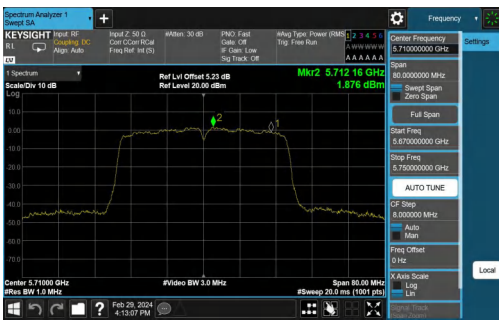 Spectrum Analyzer 1
Swept SA
Frequency
KEYSIGHT
RL
Input: RF
Coupling: DC
Align: Auto
Input Z: 50 Ω
Corr CCorr RCal
Freq Ref: Int (S)
#Atten: 30 dB
PNO: Fast
Gate: Off
IF Gain: Low
Sig Track: Off
#Avg Type: Power (RMS
Trig: Free Run
1 2 3 4 5 6
A W W W W W
A A A A A A
LV
1 Spectrum
Scale/Div 10 dB
Ref Lvl Offset 5.23 dB
Ref Level 20.00 dBm
Mkr2 5.712 16 GHz
1.876 dBm
Log
10.0
0.00
-10.0
-20.0
-30.0
-40.0
-50.0
-60.0
-70.0
2
1
Center 5.71000 GHz
#Res BW 1.0 MHz
#Video BW 3.0 MHz
Span 80.00 MHz
#Sweep 20.0 ms (1001 pts)
Feb 29, 2024
4:13:07 PM
Center Frequency
5.710000000 GHz
Span
80.0000000 MHz
Swept Span
Zero Span
Full Span
Start Freq
5.670000000 GHz
Stop Freq
5.750000000 GHz
AUTO TUNE
CF Step
8.000000 MHz
Auto
Man
Freq Offset
0 Hz
X Axis Scale
Log
Lin
Signal Track
Settings
Local